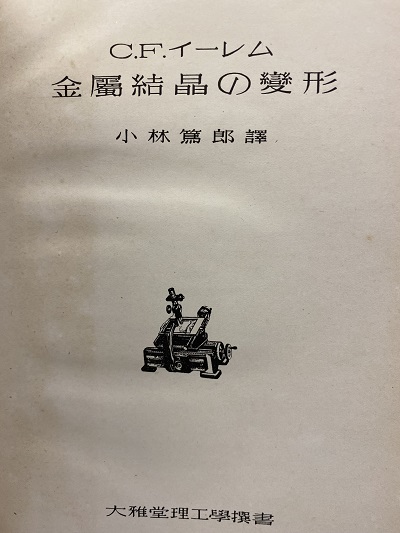 C.F.イーレム
金屬結晶の變形
小林篤郎譯
大雅堂理工學撰書